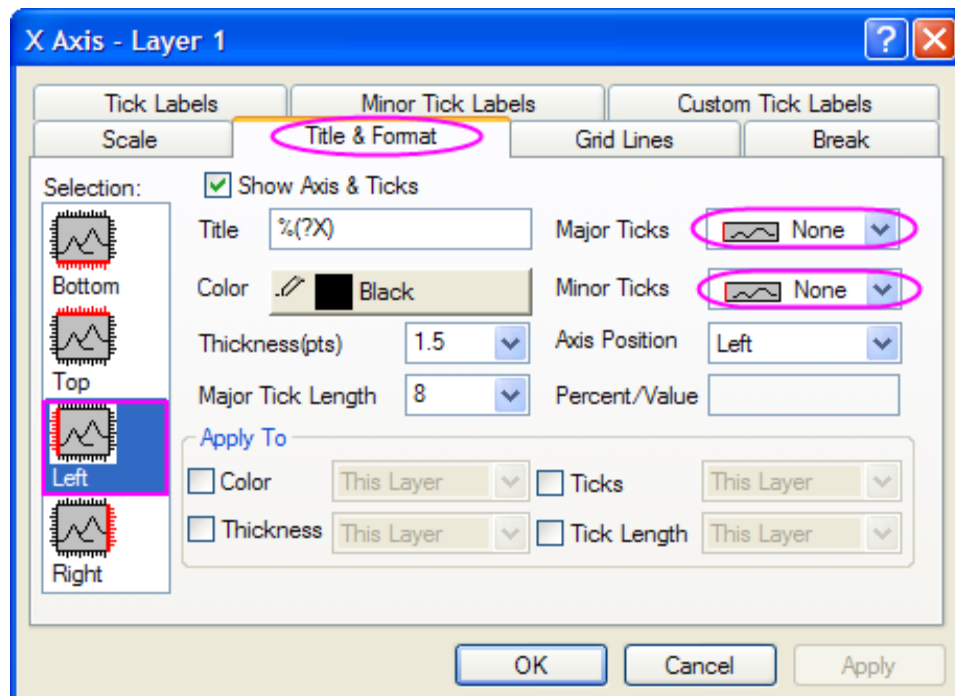 X Axis - Layer 1
?
Tick Labels Minor Tick Labels Custom Tick Labels
Scale Title & Format Grid Lines Break
Selection:
Show Axis & Ticks
Title %(?X) Major Ticks None
Bottom
Color Black Minor Ticks None
Thickness(pts) 1.5 Axis Position Left
Top
Major Tick Length 8 Percent/Value
Apply To
Left
Color This Layer Ticks This Layer
Thickness This Layer Tick Length This Layer
Right
OK Cancel Apply